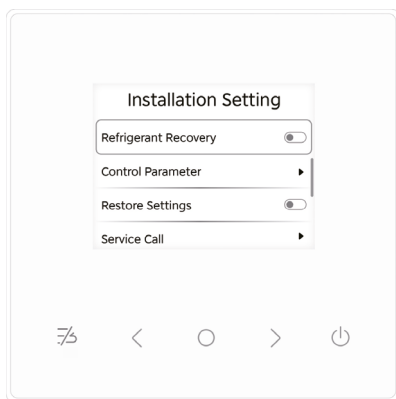 Installation Setting
Refrigerant Recovery
Control Parameter
Restore Settings
Service Call